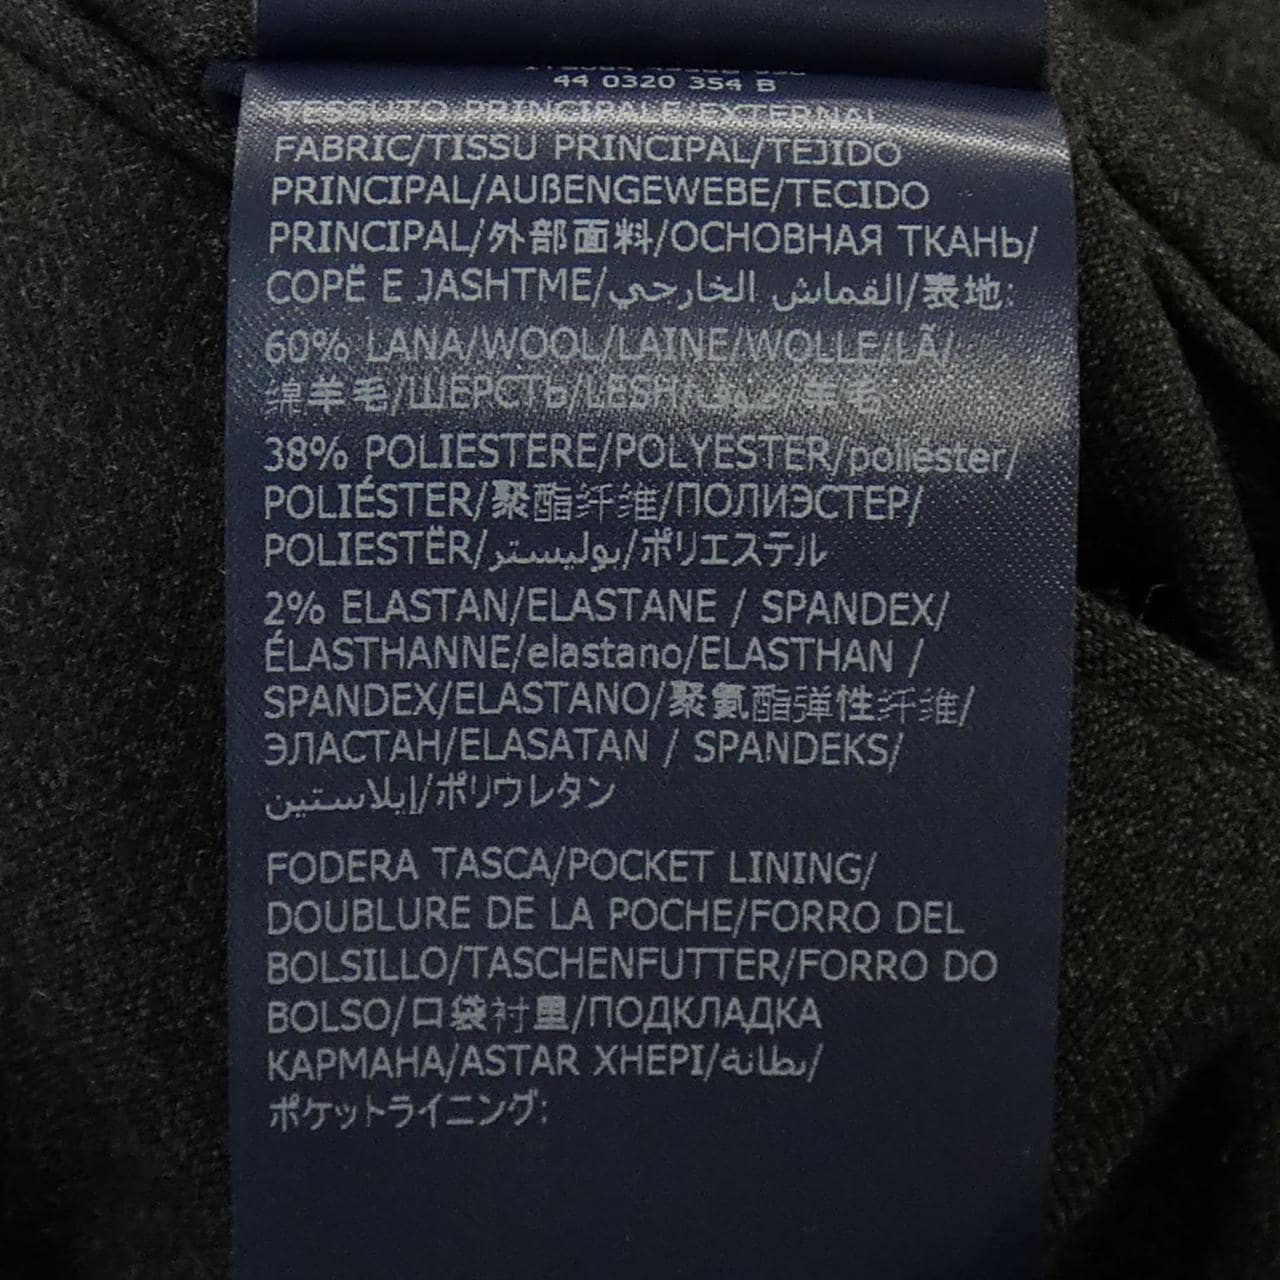 44 0320 354 B
TESSUTO PRINCIPALE/EXTERNAL
FABRIC/TISSU PRINCIPAL/TEJIDO
PRINCIPAL/AUßENGEWEBE/TECIDO
PRINCIPAL/外部面料/ОСНОВНАЯ ТКАНЬ/
COPË E JASHTME/القماش الخارجي/表地:
60% LANA/WOOL/LAINE/WOLLE/LÃ/
绵羊毛/ШЕРСТЬ/LESH/صوف/羊毛
38% POLIESTERE/POLYESTER/poliéster/
POLIÉSTER/聚酯纤维/ПОЛИЭСТЕР/
POLIESTËR/بوليستر/ポリエステル
2% ELASTAN/ELASTANE / SPANDEX/
ÉLASTHANNE/elastano/ELASTHAN /
SPANDEX/ELASTANO/聚氨酯弹性纤维/
ЭЛАСТАН/ELASATAN / SPANDEKS/
إيلاستين/ポリウレタン
FODERA TASCA/POCKET LINING/
DOUBLURE DE LA POCHE/FORRO DEL
BOLSILLO/TASCHENFUTTER/FORRO DO
BOLSO/口袋衬里/ПОДКЛАДКА
КАРМАНА/ASTAR XHEPI/بطانة/
ポケットライニング: